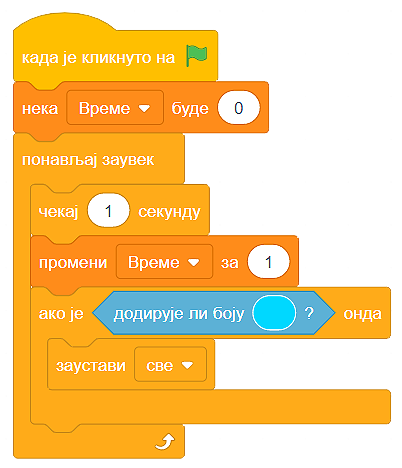 када је кликнуто на
нека Време буде 0
понављај заувек
чекај 1 секунду
промени Време за 1
ако је додирује ли боју ? онда
заустави све